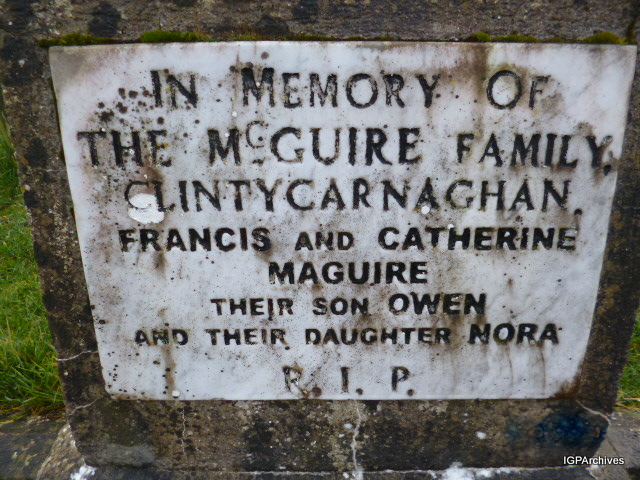 IN MEMORY OF
THE McGUIRE FAMILY,
CLINTYCARNAGHAN.
FRANCIS AND CATHERINE
MAGUIRE
THEIR SON OWEN
AND THEIR DAUGHTER NORA
R. I. P.
IGPArchives